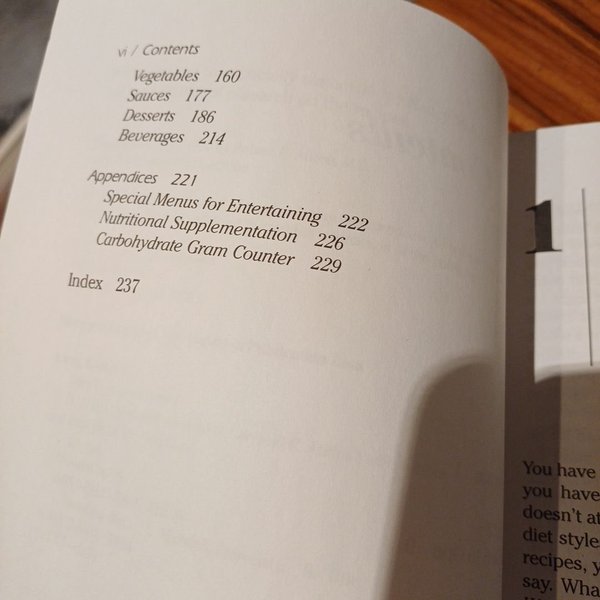 vi / Contents
Vegetables 160
Sauces 177
Desserts 186
Beverages 214
Appendices 221
Special Menus for Entertaining 222
Nutritional Supplementation 226
Carbohydrate Gram Counter 229
Index 237
1
You have
you have
doesn't at
diet style
recipes, y
say. Wha